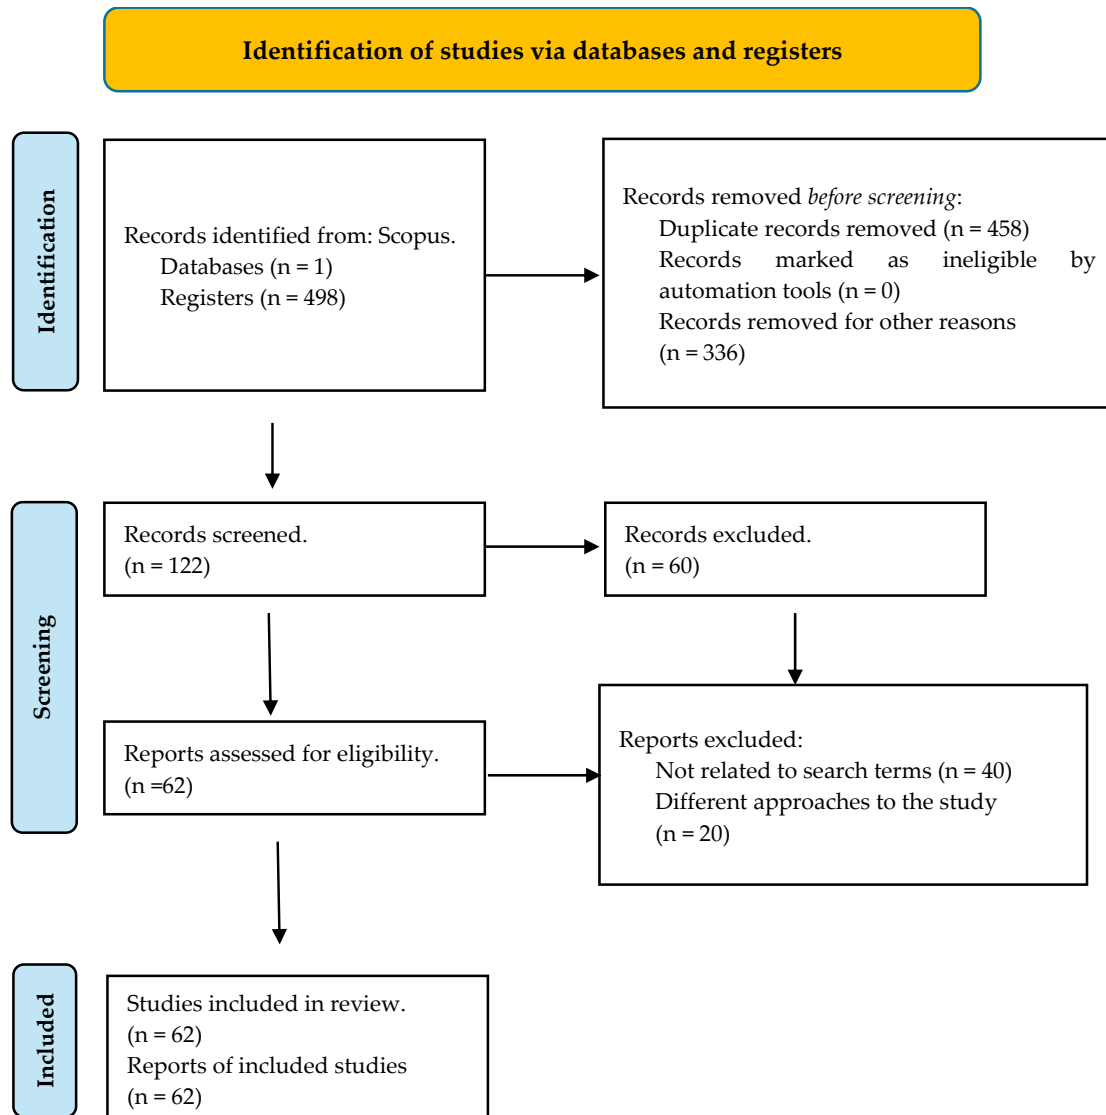 Identification of studies via databases and registers
Identification
Records identified from: Scopus.
Databases (n = 1)
Registers (n = 498)
Records removed before screening:
Duplicate records removed (n = 458)
Records marked as ineligible by
automation tools (n = 0)
Records removed for other reasons
(n = 336)
Screening
Records screened.
(n = 122)
Records excluded.
(n = 60)
Reports assessed for eligibility.
(n =62)
Reports excluded:
Not related to search terms (n = 40)
Different approaches to the study
(n = 20)
Included
Studies included in review.
(n = 62)
Reports of included studies
(n = 62)